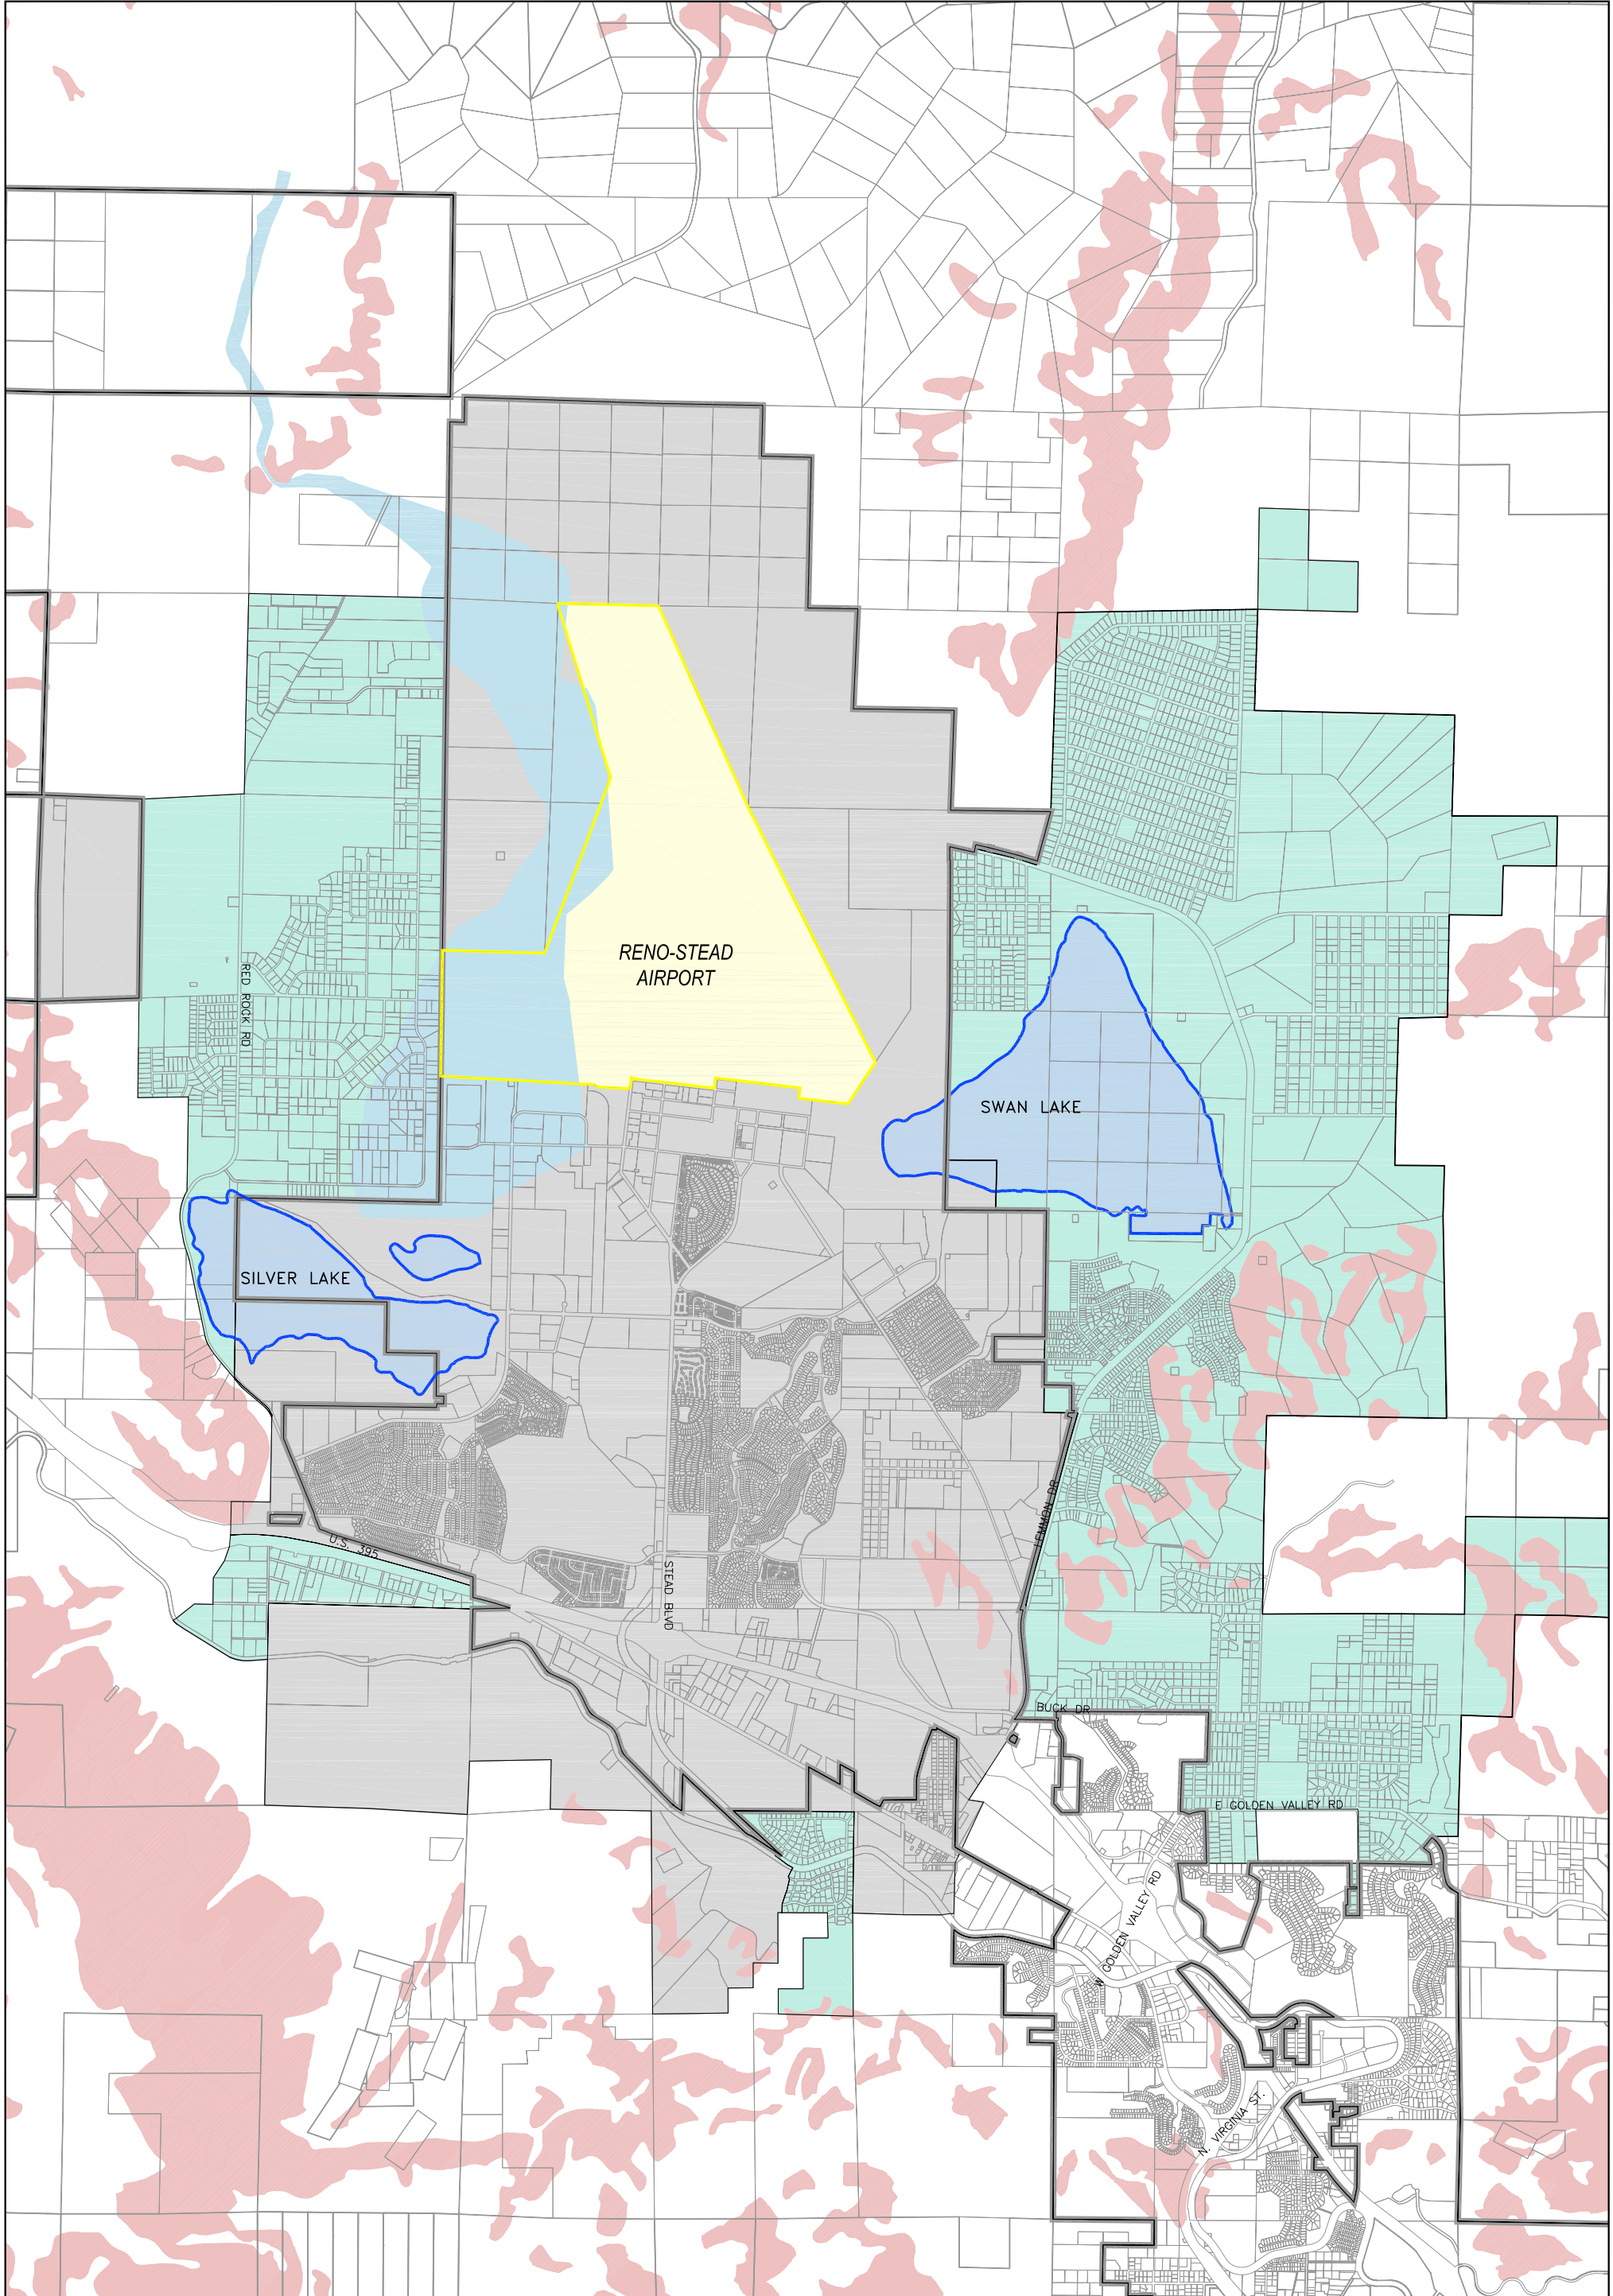 RENO-STEAD
AIRPORT
RED ROCK RD
SWAN LAKE
SILVER LAKE
LEMMON DR
U.S. 395
STEAD BLVD
BUCK DR
E GOLDEN VALLEY RD
W GOLDEN VALLEY RD
N. VIRGINIA ST.